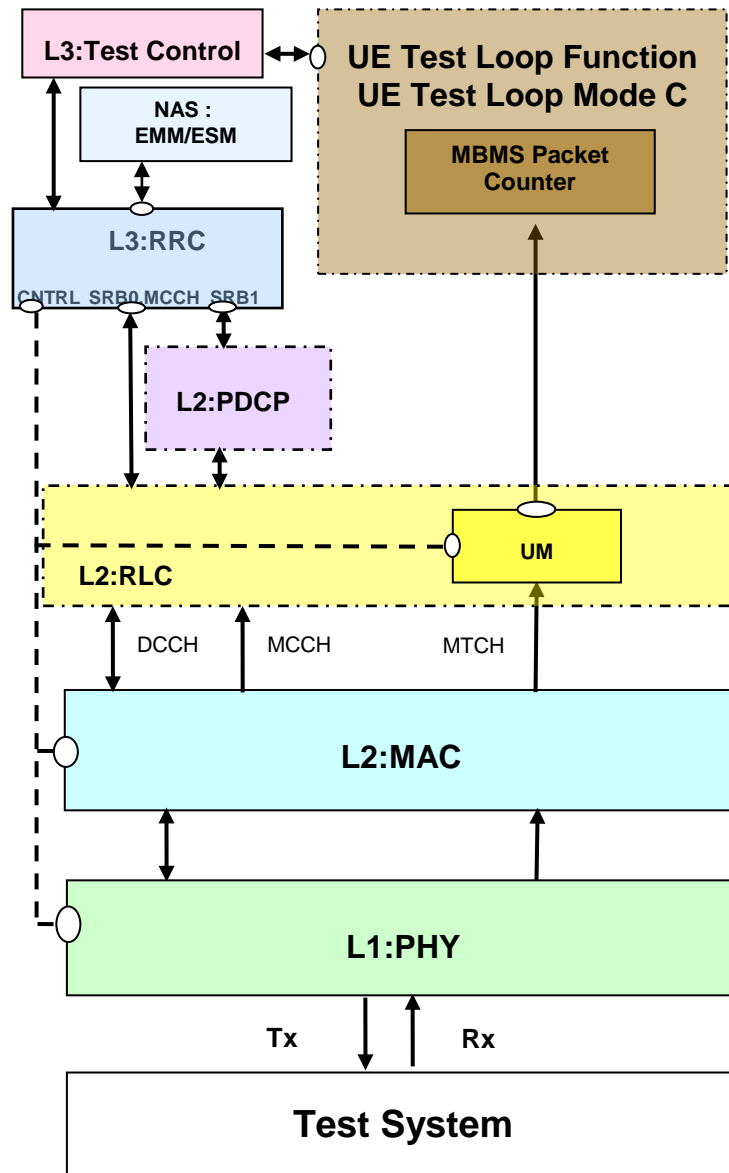 L3:Test Control
UE Test Loop Function
UE Test Loop Mode C
NAS :
EMM/ESM
MBMS Packet
Counter
L3:RRC
CNTRL SRB0,MCCH SRB1
L2:PDCP
UM
L2:RLC
DCCH
MCCH
MTCH
L2:MAC
L1:PHY
Tx
Rx
Test System